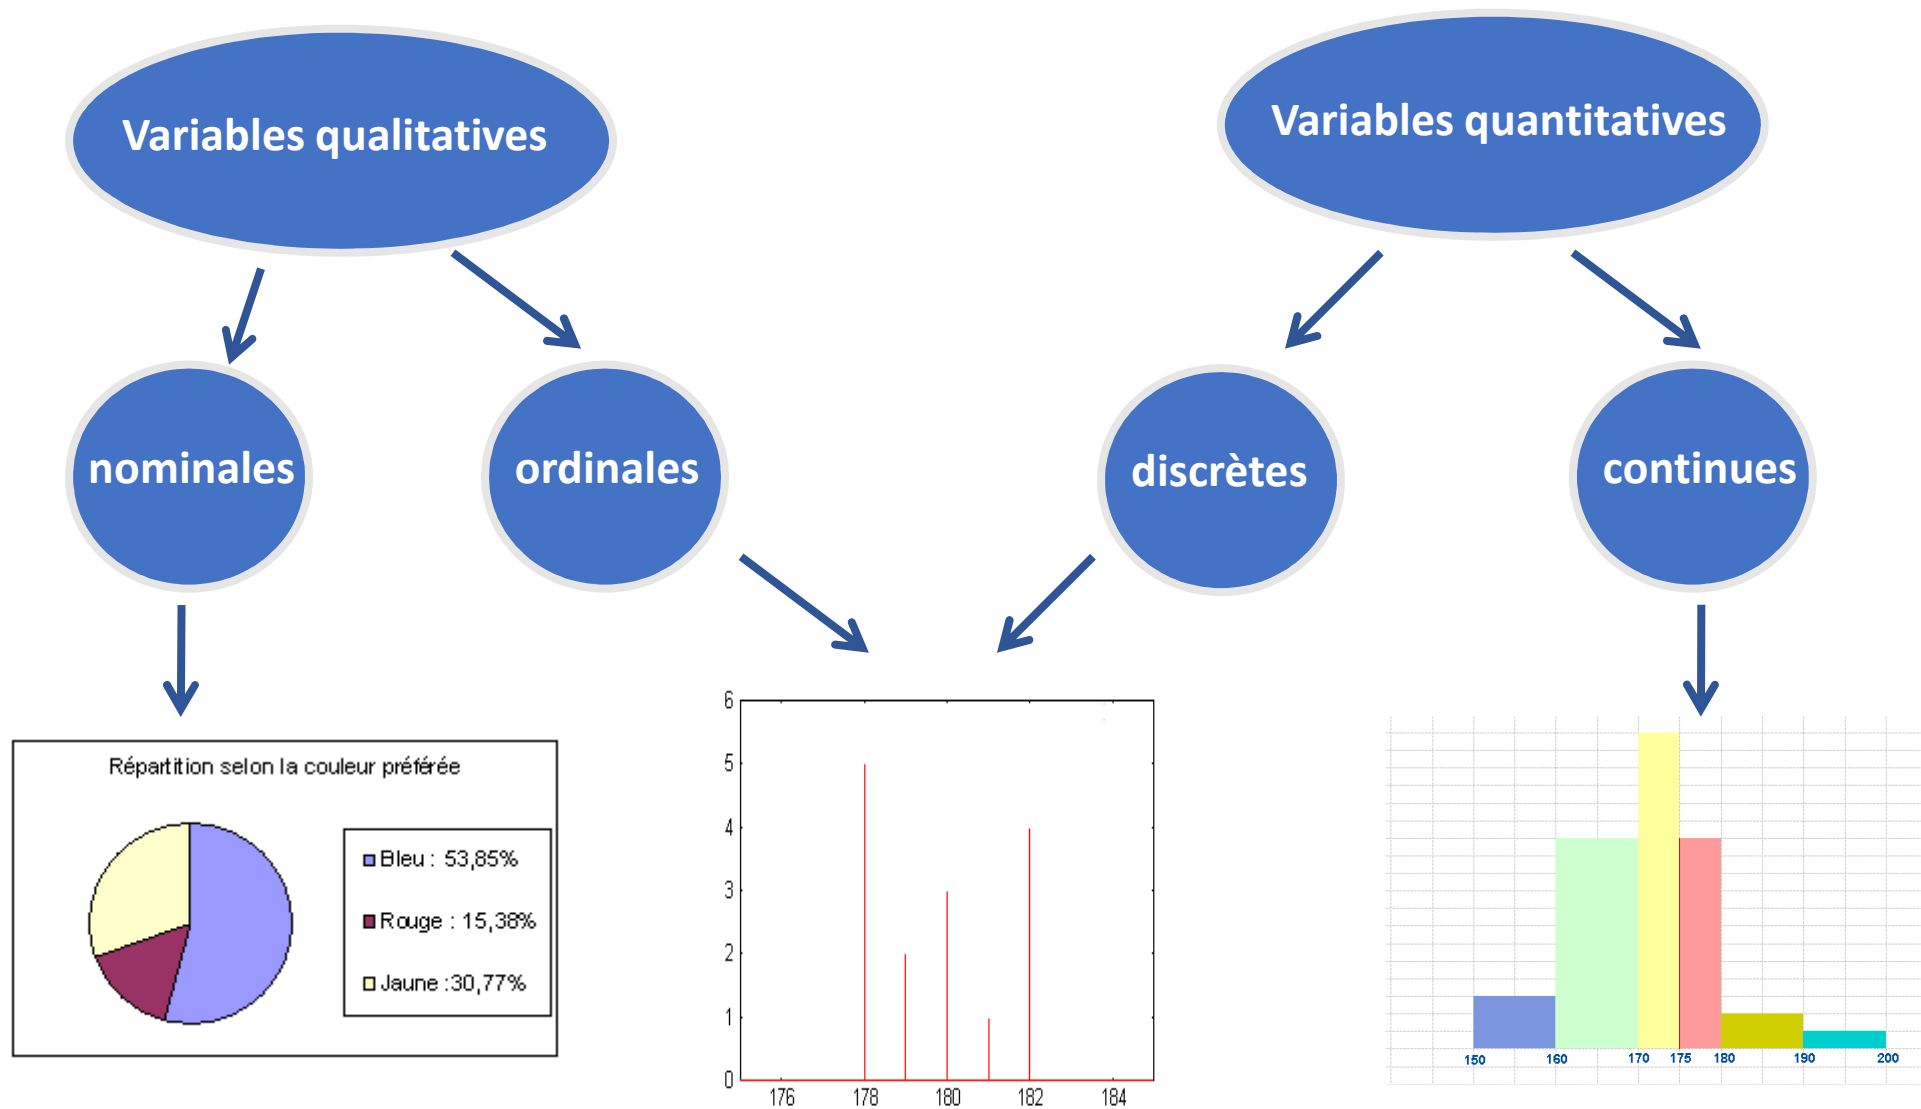 Variables qualitatives
Variables quantitatives
nominales
ordinales
discrètes
continues
Répartition selon la couleur préférée
Bleu : 53,85%
Rouge : 15,38%
Jaune :30,77%
6
5
4
3
2
1
0
176 178 180 182 184
150 160 170 175 180 190 200